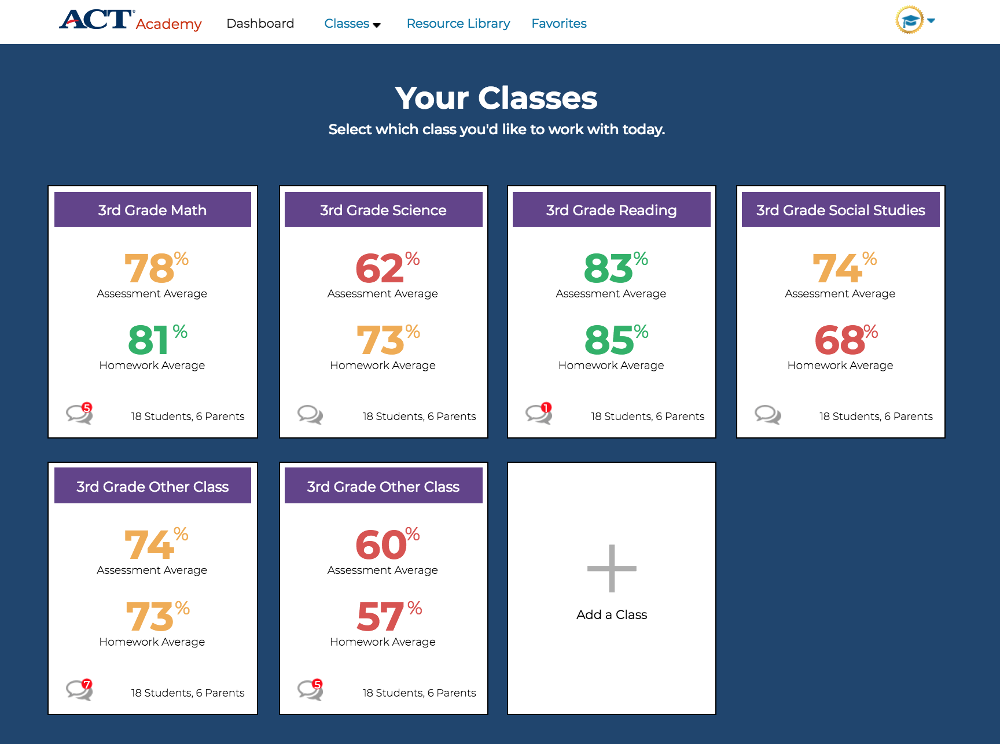 ACT® Academy Dashboard Classes Resource Library Favorites
Your Classes
Select which class you'd like to work with today.
3rd Grade Math
78%
Assessment Average
81%
Homework Average
5
18 Students, 6 Parents
3rd Grade Science
62%
Assessment Average
73%
Homework Average
18 Students, 6 Parents
3rd Grade Reading
83%
Assessment Average
85%
Homework Average
1
18 Students, 6 Parents
3rd Grade Social Studies
74%
Assessment Average
68%
Homework Average
18 Students, 6 Parents
3rd Grade Other Class
74%
Assessment Average
73%
Homework Average
7
18 Students, 6 Parents
3rd Grade Other Class
60%
Assessment Average
57%
Homework Average
5
18 Students, 6 Parents
Add a Class